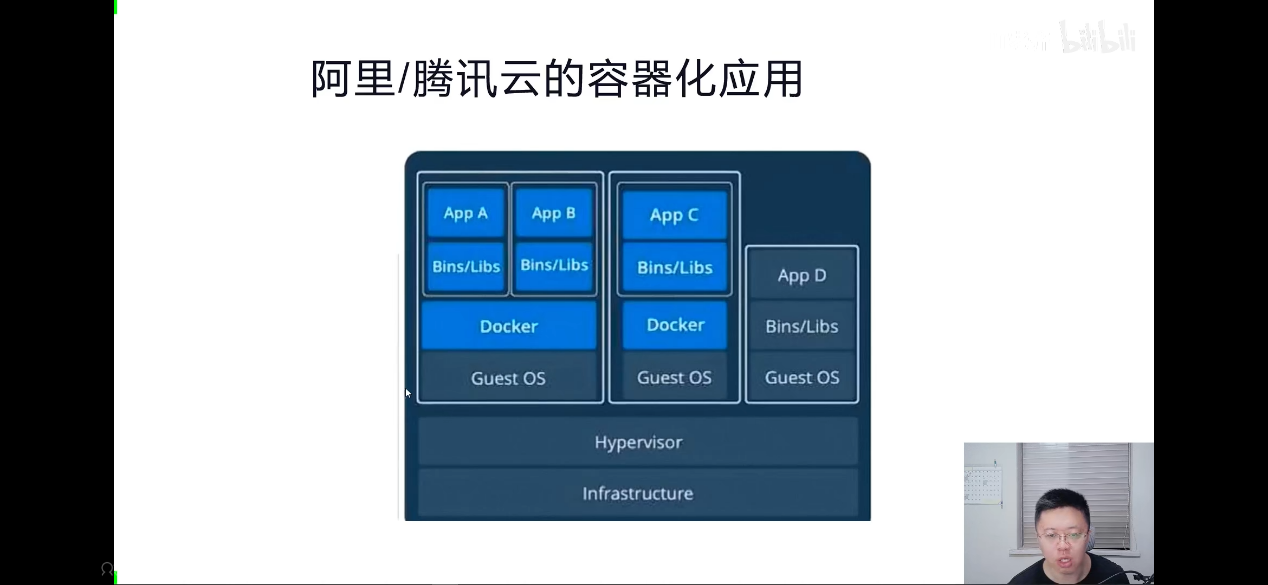 bilibili
阿里/腾讯云的容器化应用
App A
App B
App C
Bins/Libs
Bins/Libs
Bins/Libs
App D
Docker
Docker
Bins/Libs
Guest OS
Guest OS
Guest OS
Hypervisor
Infrastructure